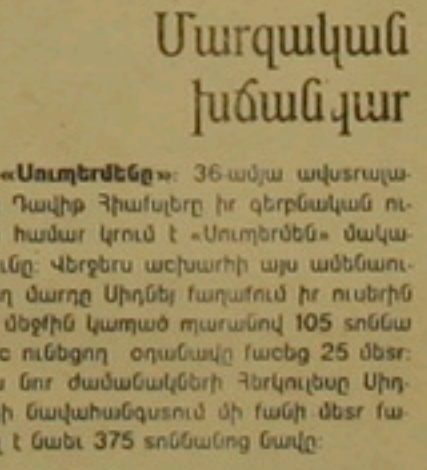 Մարզական
խճանկար
«Սուպերմենը»: 36-ամյա ավստրալա-
Դավիթ Հիաֆսլերը իր գերբնական ու-
համար կրում է «Սուպերմեն» մակա-
ւնը: Վերջերս աշխարհի այս ամենաու-
ղ մարդը Սիդնեյ քաղաքում իր ուսերին
մեջքին կապած պարանով 105 տոննա
շ ունեցող օդանավը քաշեց 25 մետր:
նոր ժամանակների Հերկուլեսը Սիդ-
ի նավահանգստում մի քանի մետր քա-
լ է նաեւ 375 տոննանոց նավը: